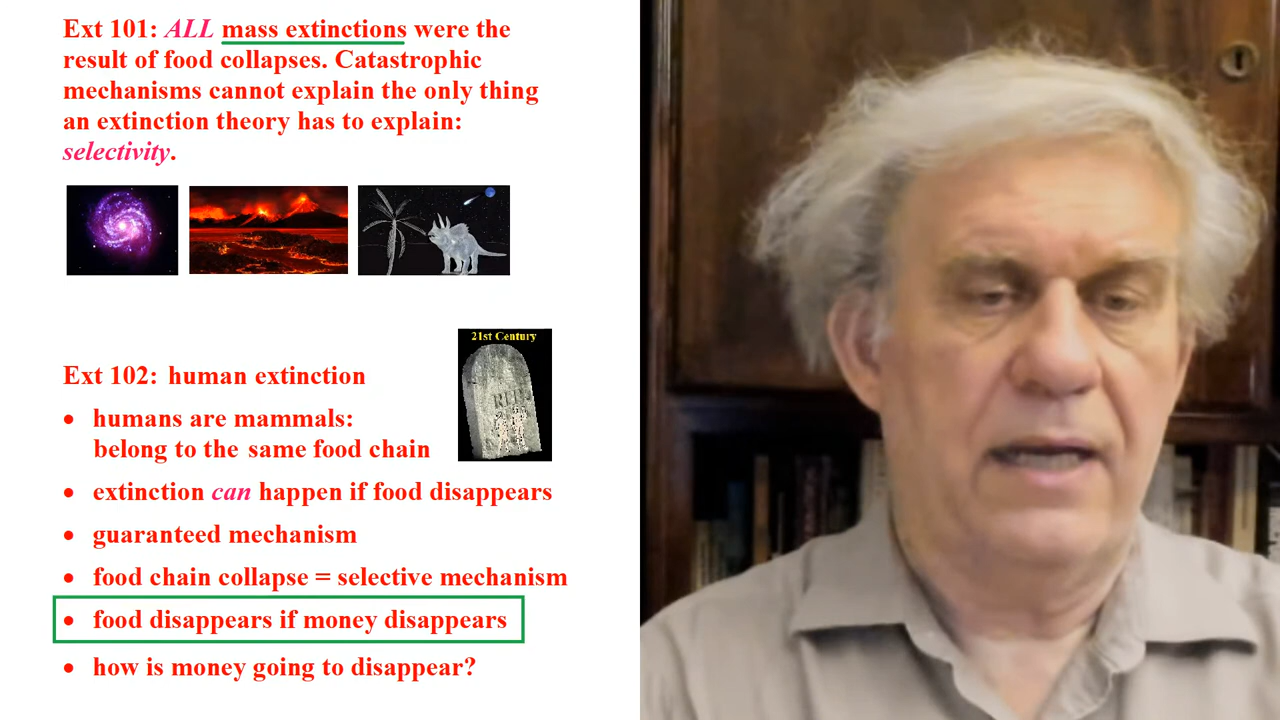 Ext 101: ALL mass extinctions were the
result of food collapses. Catastrophic
mechanisms cannot explain the only thing
an extinction theory has to explain:
selectivity.
21st Century
Ext 102: human extinction
• humans are mammals:
belong to the same food chain
• extinction can happen if food disappears
• guaranteed mechanism
• food chain collapse = selective mechanism
• food disappears if money disappears
• how is money going to disappear?